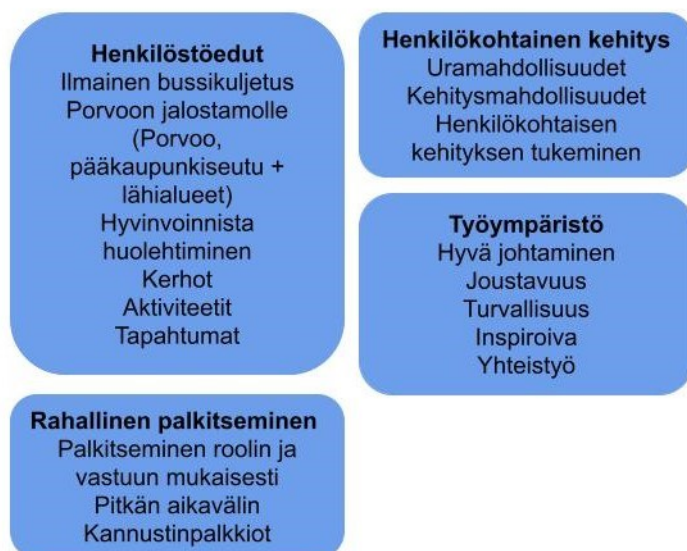 Henkilöstöedut
Ilmainen bussikuljetus
Porvoon jalostamolle
(Porvoo,
pääkaupunkiseutu +
lähialueet)
Hyvinvoinnista
huolehtiminen
Kerhot
Aktiviteetit
Tapahtumat
Henkilökohtainen kehitys
Uramahdollisuudet
Kehitysmahdollisuudet
Henkilökohtaisen
kehityksen tukeminen
Työympäristö
Hyvä johtaminen
Joustavuus
Turvallisuus
Inspiroiva
Yhteistyö
Rahallinen palkitseminen
Palkitseminen roolin ja
vastuun mukaisesti
Pitkän aikavälin
Kannustinpalkkiot